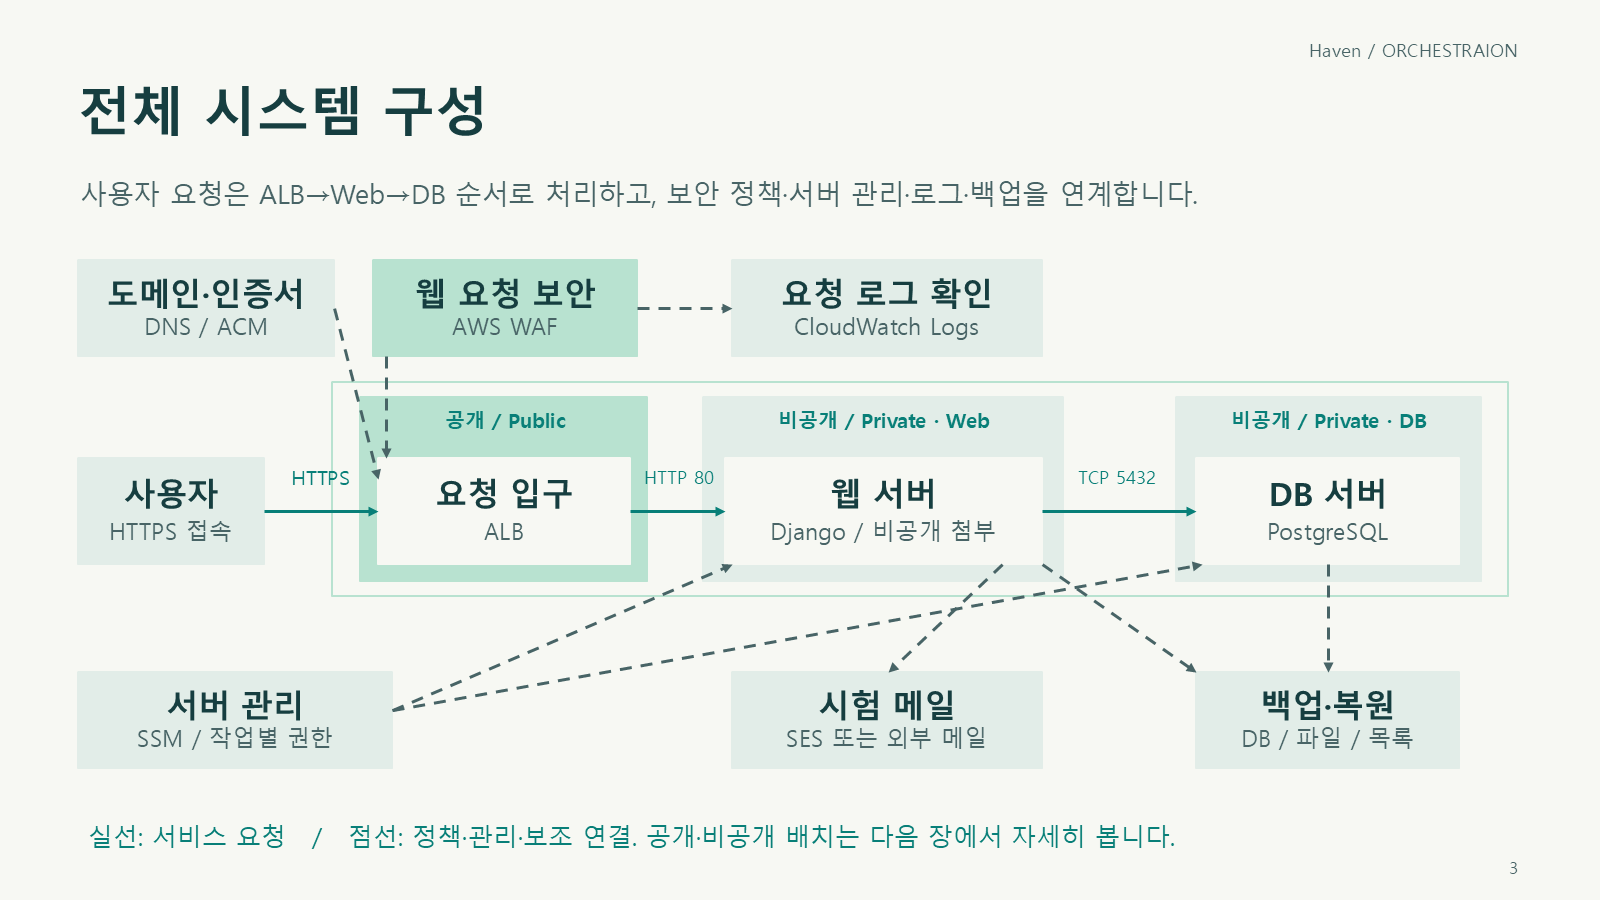 Haven / ORCHESTRAION
전체 시스템 구성
사용자 요청은 ALB→Web→DB 순서로 처리하고, 보안 정책·서버 관리·로그·백업을 연계합니다.
도메인·인증서
DNS / ACM
웹 요청 보안
AWS WAF
요청 로그 확인
CloudWatch Logs
공개 / Public
비공개 / Private · Web
비공개 / Private · DB
사용자
HTTPS 접속
HTTPS
요청 입구
ALB
HTTP 80
웹 서버
Django / 비공개 첨부
TCP 5432
DB 서버
PostgreSQL
서버 관리
SSM / 작업별 권한
시험 메일
SES 또는 외부 메일
백업·복원
DB / 파일 / 목록
실선: 서비스 요청 / 점선: 정책·관리·보조 연결. 공개·비공개 배치는 다음 장에서 자세히 봅니다.
3